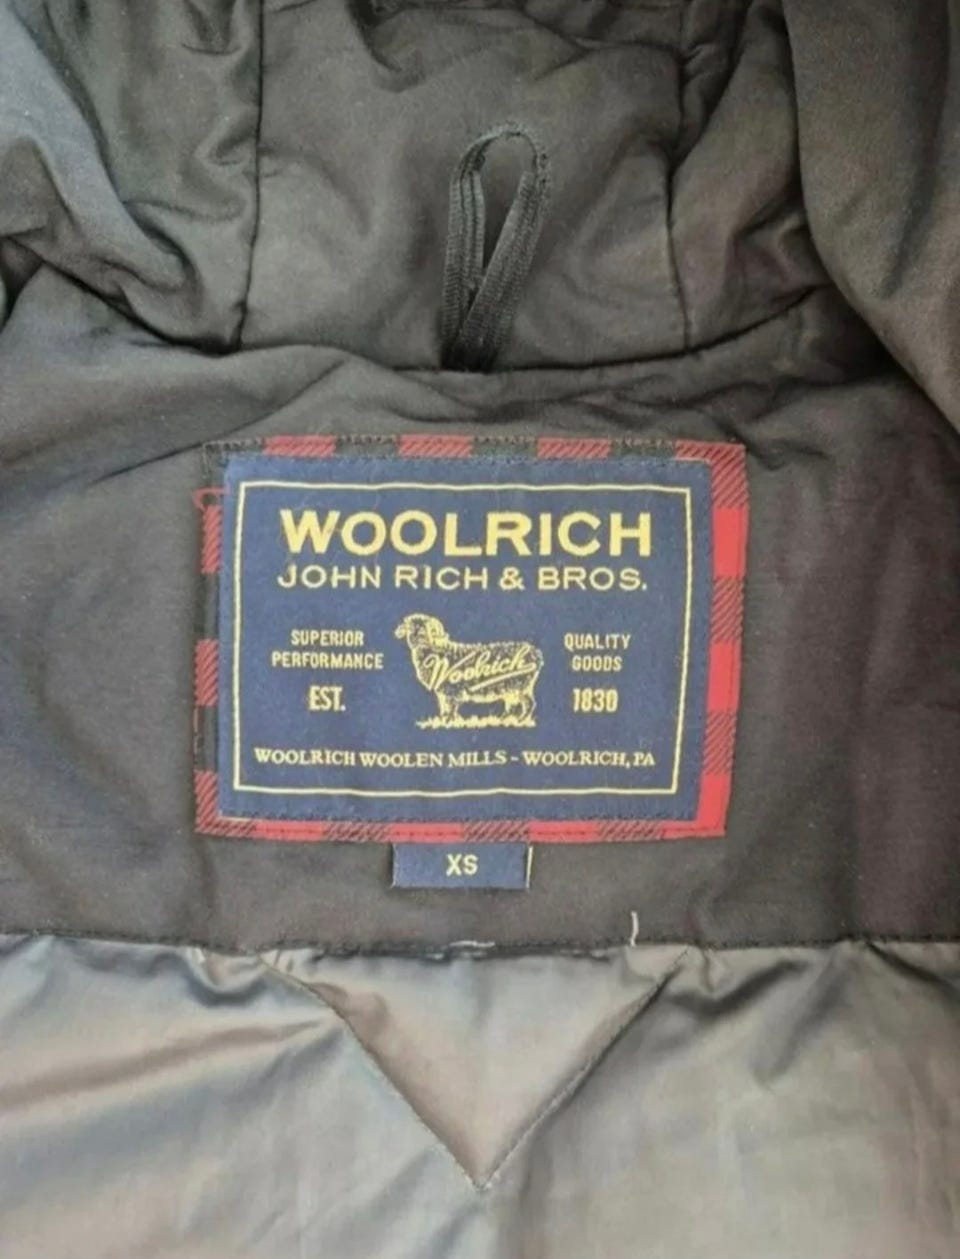 WOOLRICH
JOHN RICH & BROS.
SUPERIOR
PERFORMANCE
EST.
Woolrich
QUALITY
GOODS
1830
WOOLRICH WOOLEN MILLS - WOOLRICH, PA
XS